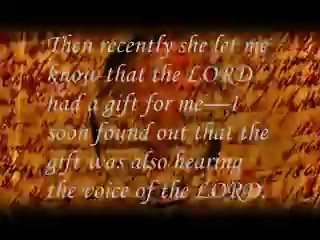 Then recently she let me
know that the LORD
had a gift for me—I
soon found out that the
gift was also hearing
the voice of the LORD.